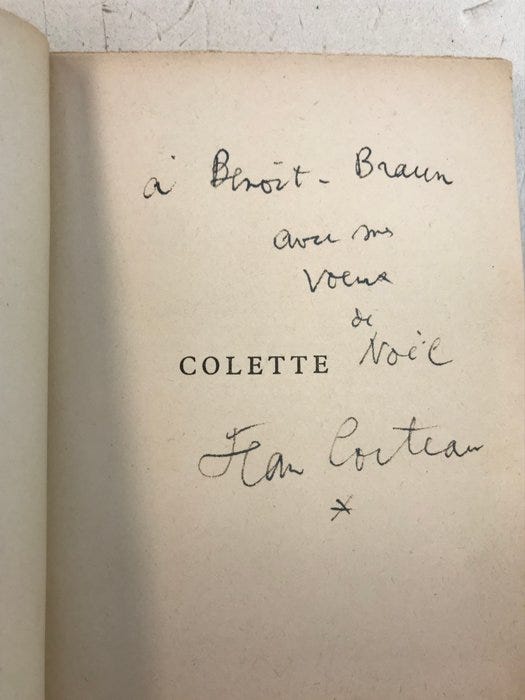 à Benoît - Braun
avec mes
voeux
de
Noël
COLETTE
Jean Cocteau
*